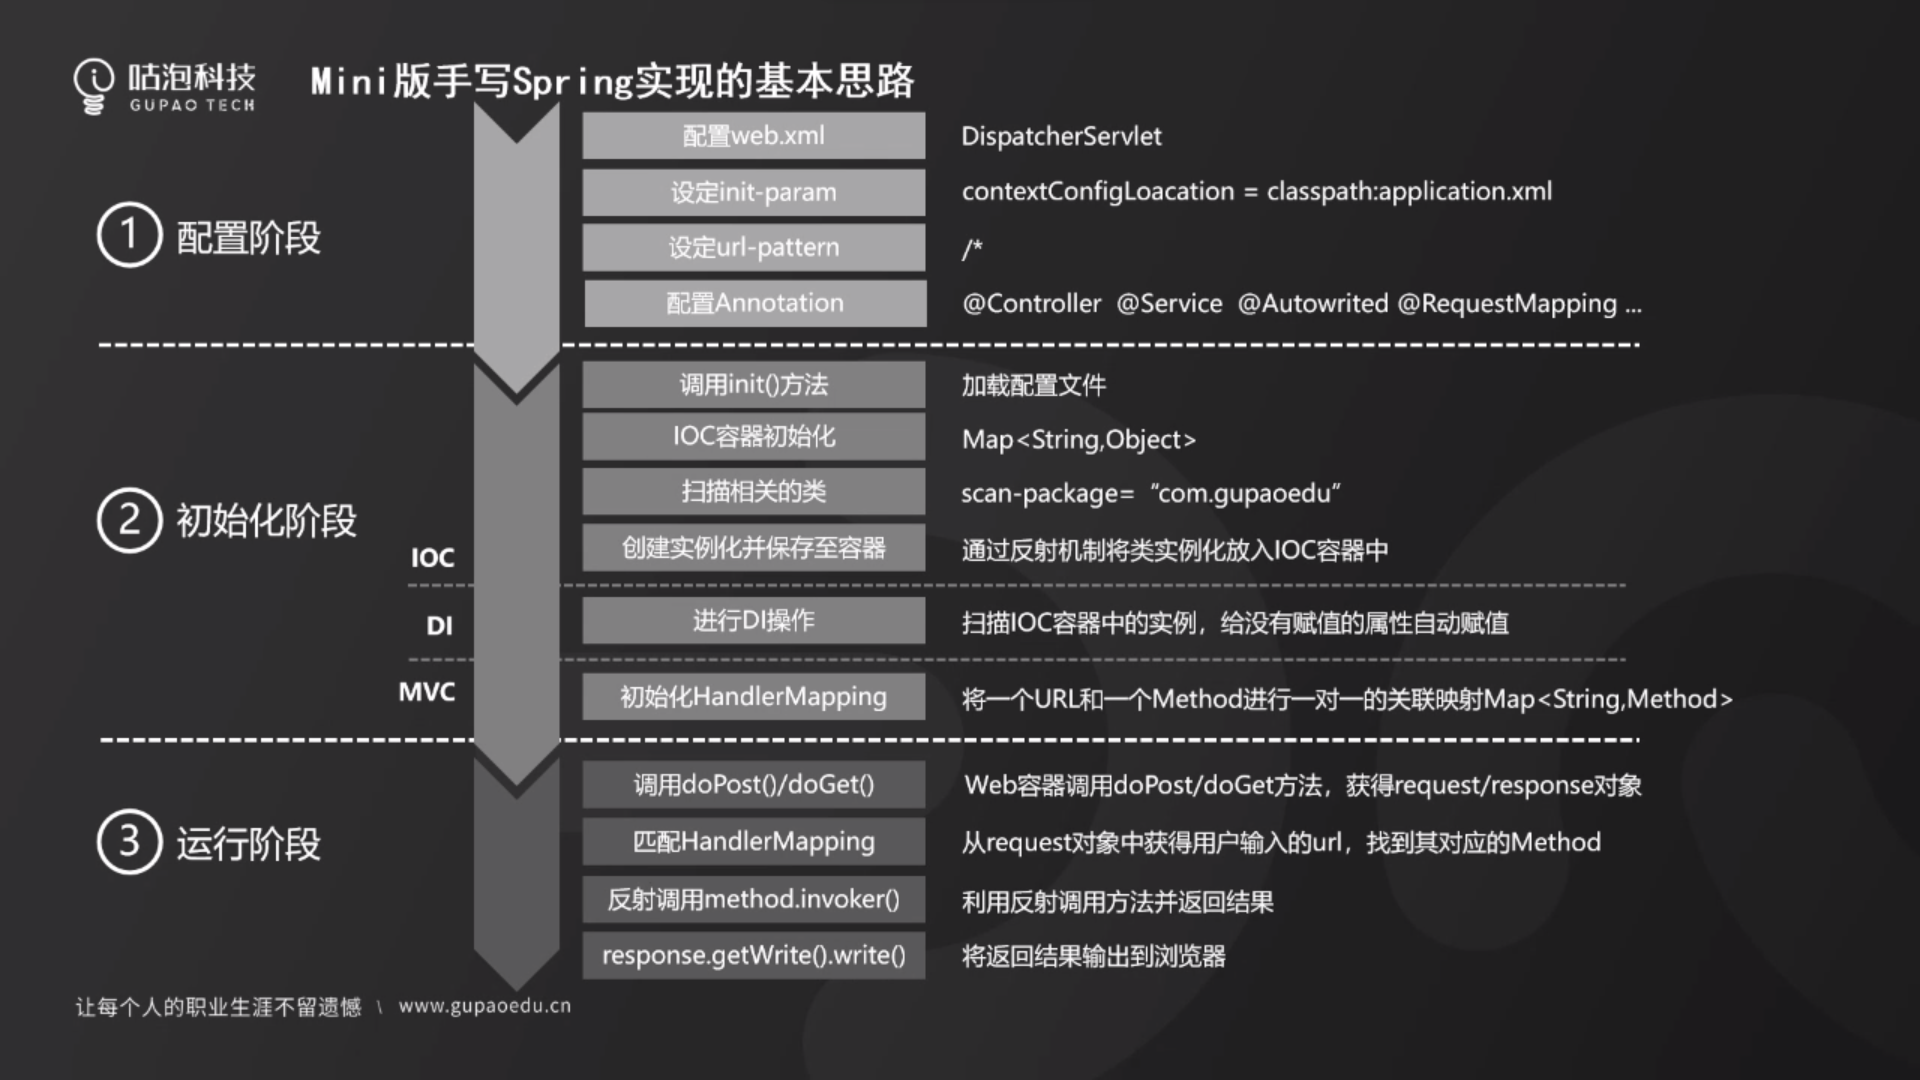 咕泡科技
GUPAO TECH
Mini版手写Spring实现的基本思路
1 配置阶段
配置web.xml DispatcherServlet
设定init-param contextConfigLoacation = classpath:application.xml
设定url-pattern /*
配置Annotation @Controller @Service @Autowrited @RequestMapping ...
2 初始化阶段
调用init()方法 加载配置文件
IOC容器初始化 Map<String,Object>
扫描相关的类 scan-package= “com.gupaoedu”
IOC
创建实例化并保存至容器 通过反射机制将类实例化放入IOC容器中
DI
进行DI操作 扫描IOC容器中的实例，给没有赋值的属性自动赋值
MVC
初始化HandlerMapping 将一个URL和一个Method进行一对一的关联映射Map<String,Method>
3 运行阶段
调用doPost()/doGet() Web容器调用doPost/doGet方法，获得request/response对象
匹配HandlerMapping 从request对象中获得用户输入的url，找到其对应的Method
反射调用method.invoker() 利用反射调用方法并返回结果
response.getWrite().write() 将返回结果输出到浏览器
让每个人的职业生涯不留遗憾 \ www.gupaoedu.cn